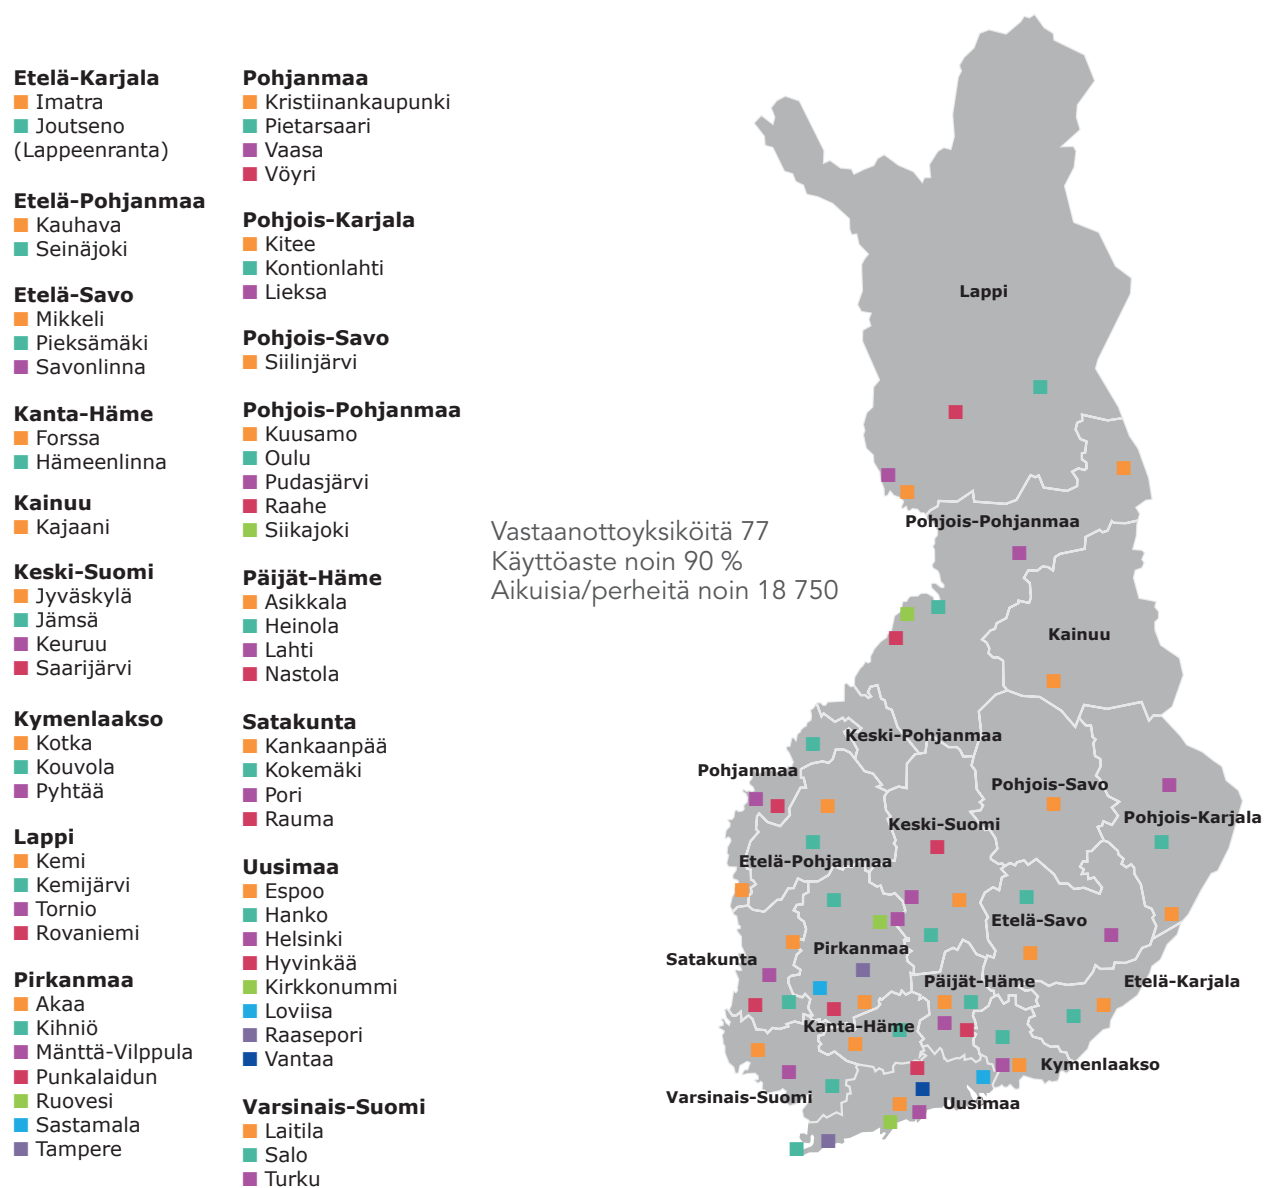 Etelä-Karjala
Imatra
Joutseno
(Lappeenranta)
Etelä-Pohjanmaa
Kauhava
Seinäjoki
Etelä-Savo
Mikkeli
Pieksämäki
Savonlinna
Kanta-Häme
Forssa
Hämeenlinna
Kainuu
Kajaani
Keski-Suomi
Jyväskylä
Jämsä
Keuruu
Saarijärvi
Kymenlaakso
Kotka
Kouvola
Pyhtää
Lappi
Kemi
Kemijärvi
Tornio
Rovaniemi
Pirkanmaa
Akaa
Kihniö
Mänttä-Vilppula
Punkalaidun
Ruovesi
Sastamala
Tampere
Pohjanmaa
Kristiinankaupunki
Pietarsaari
Vaasa
Vöyri
Pohjois-Karjala
Kitee
Kontionlahti
Lieksa
Pohjois-Savo
Siilinjärvi
Pohjois-Pohjanmaa
Kuusamo
Oulu
Pudasjärvi
Raahe
Siikajoki
Päijät-Häme
Asikkala
Heinola
Lahti
Nastola
Satakunta
Kankaanpää
Kokemäki
Pori
Rauma
Uusimaa
Espoo
Hanko
Helsinki
Hyvinkää
Kirkkonummi
Loviisa
Raasepori
Vantaa
Varsinais-Suomi
Laitila
Salo
Turku
Vastaanottoyksiköitä 77
Käyttöaste noin 90 %
Aikuisia/perheitä noin 18 750
Lappi
Pohjois-Pohjanmaa
Kainuu
Keski-Pohjanmaa
Pohjanmaa
Pohjois-Savo
Pohjois-Karjala
Keski-Suomi
Etelä-Pohjanmaa
Etelä-Savo
Pirkanmaa
Satakunta
Päijät-Häme
Etelä-Karjala
Kanta-Häme
Kymenlaakso
Varsinais-Suomi
Uusimaa